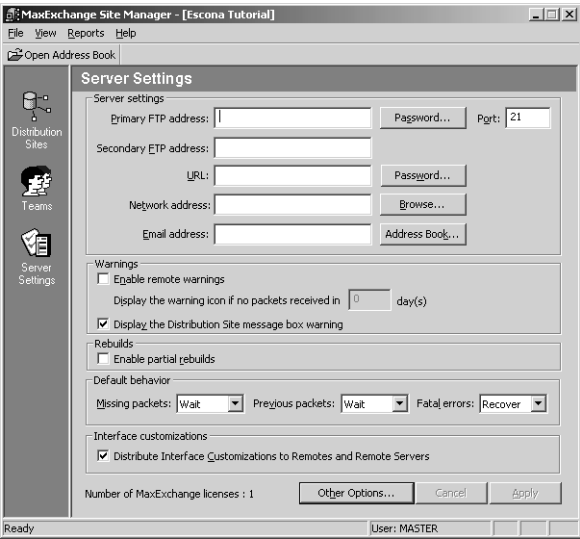 MaxExchange Site Manager - [Escona Tutorial]
File View Reports Help
Open Address Book
Server Settings
Distribution
Sites
Teams
Server
Settings
Server settings
Primary FTP address: Password... Port: 21
Secondary FTP address:
URL: Password...
Network address: Browse...
Email address: Address Book...
Warnings
Enable remote warnings
Display the warning icon if no packets received in 0 day(s)
Display the Distribution Site message box warning
Rebuilds
Enable partial rebuilds
Default behavior
Missing packets: Wait Previous packets: Wait Fatal errors: Recover
Interface customizations
Distribute Interface Customizations to Remotes and Remote Servers
Number of MaxExchange licenses : 1 Other Options... Cancel Apply
Ready User: MASTER